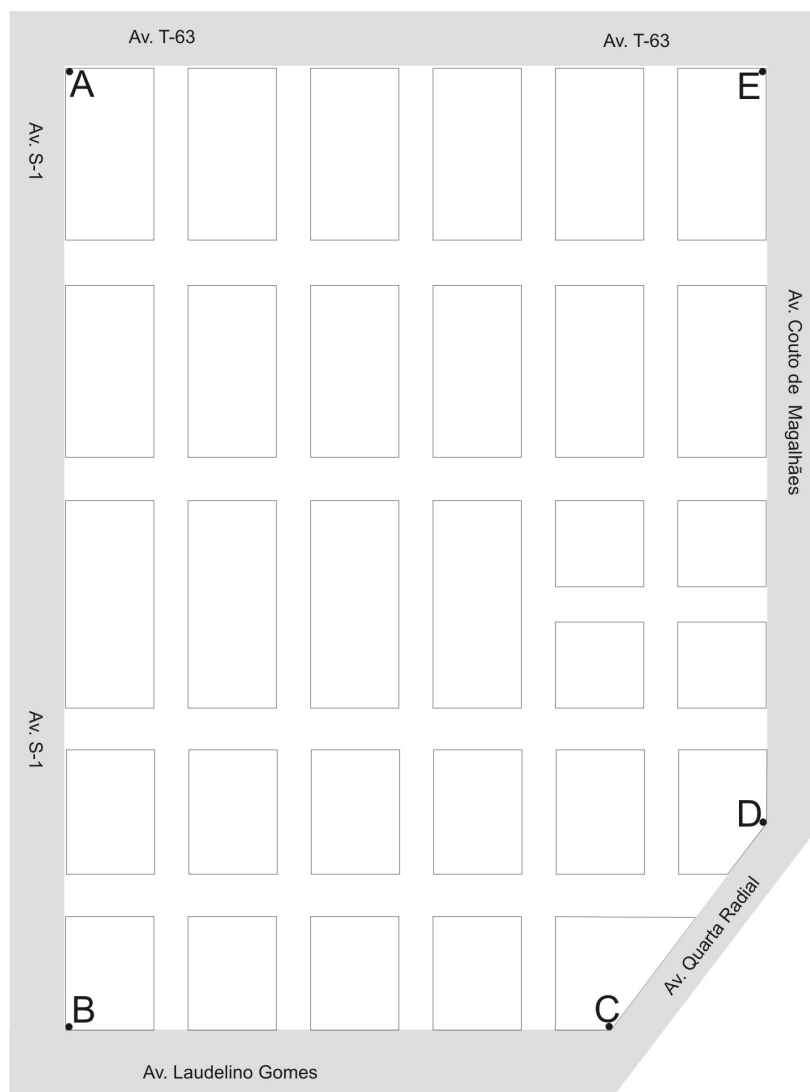 Av. T-63
Av. T-63
A
E
Av. S-1
Av. Couto de Magalhães
Av. S-1
D
Av. Quarta Radial
B
C
Av. Laudelino Gomes